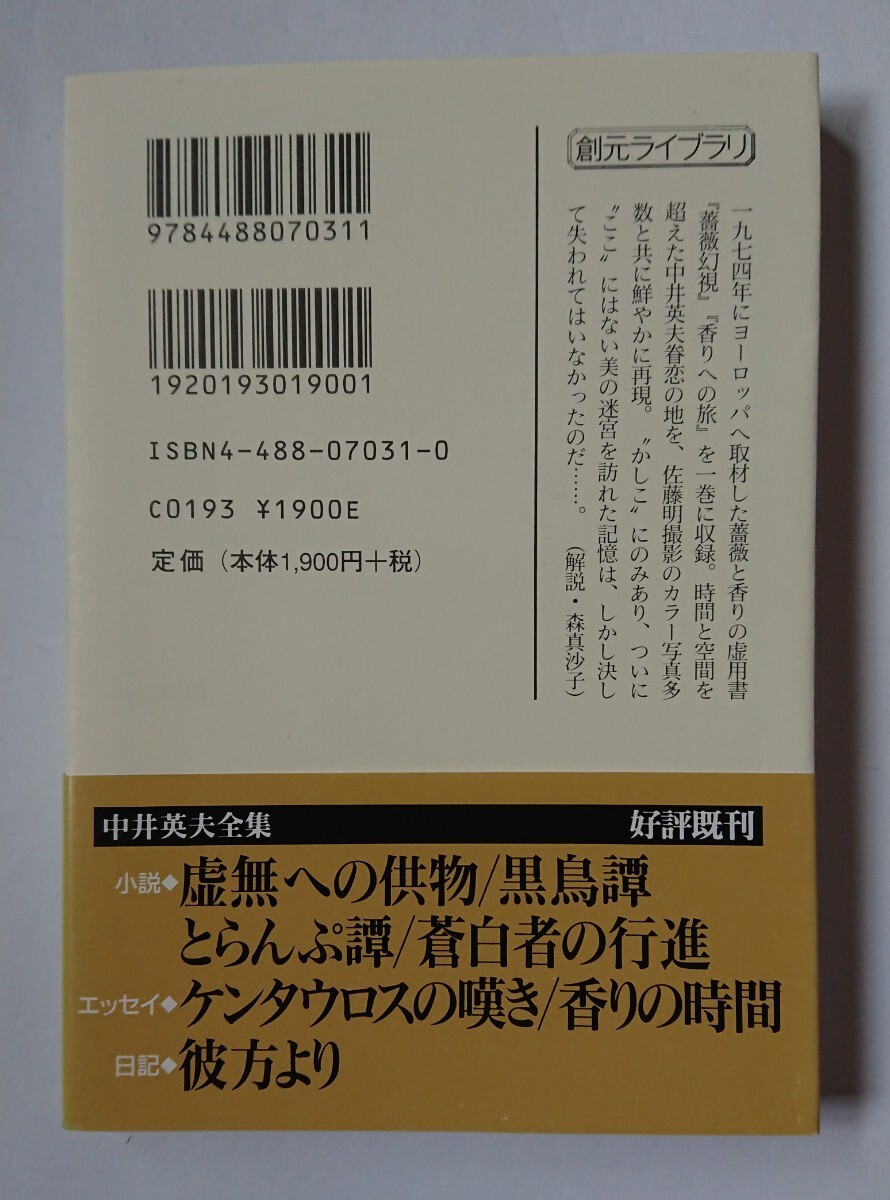 創元ライブラリ
一九七四年にヨーロッパへ取材した薔薇と香りの虚用書
『薔薇幻視』『香りへの旅』を一巻に収録。時間と空間を
超えた中井英夫眷恋の地を、佐藤明撮影のカラー写真多
数と共に鮮やかに再現。〝かしこ〟にのみあり、ついに
〝ここ〟にはない美の迷宮を訪れた記憶は、しかし決し
て失われてはいなかったのだ……。 （解説・森真沙子）
9784488070311
1920193019001
ISBN4-488-07031-0
C0193 ¥1900E
定価（本体1,900円＋税）
中井英夫全集 好評既刊
小説◆虚無への供物/黒鳥譚
とらんぷ譚/蒼白者の行進
エッセイ◆ケンタウロスの嘆き/香りの時間
日記◆彼方より